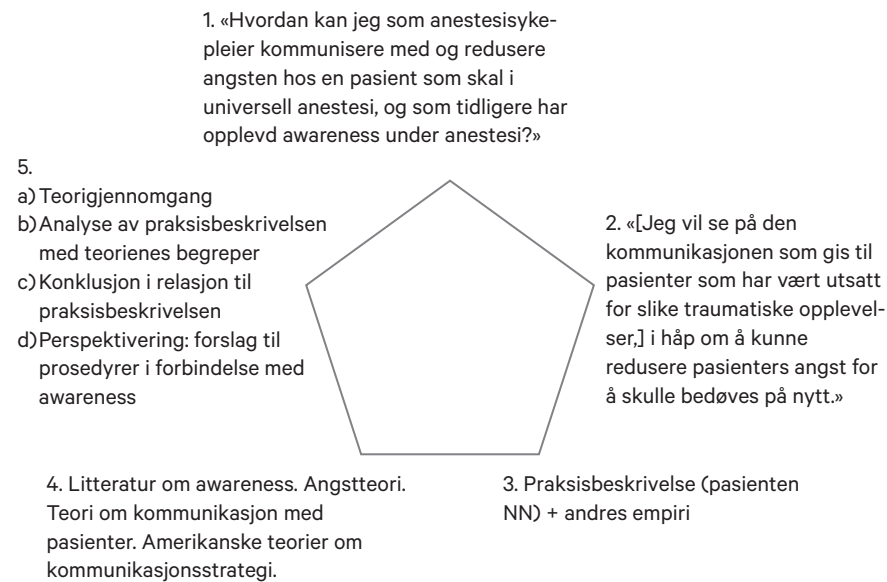 1. «Hvordan kan jeg som anestesisyke-
pleier kommunisere med og redusere
angsten hos en pasient som skal i
universell anestesi, og som tidligere har
opplevd awareness under anestesi?»
5.
a) Teorigjennomgang
b) Analyse av praksisbeskrivelsen
med teorienes begreper
c) Konklusjon i relasjon til
praksisbeskrivelsen
d) Perspektivering: forslag til
prosedyrer i forbindelse med
awareness
2. «[Jeg vil se på den
kommunikasjonen som gis til
pasienter som har vært utsatt
for slike traumatiske opplevel-
ser,] i håp om å kunne
redusere pasienters angst for
å skulle bedøves på nytt.»
4. Litteratur om awareness. Angstteori.
Teori om kommunikasjon med
pasienter. Amerikanske teorier om
kommunikasjonsstrategi.
3. Praksisbeskrivelse (pasienten
NN) + andres empiri